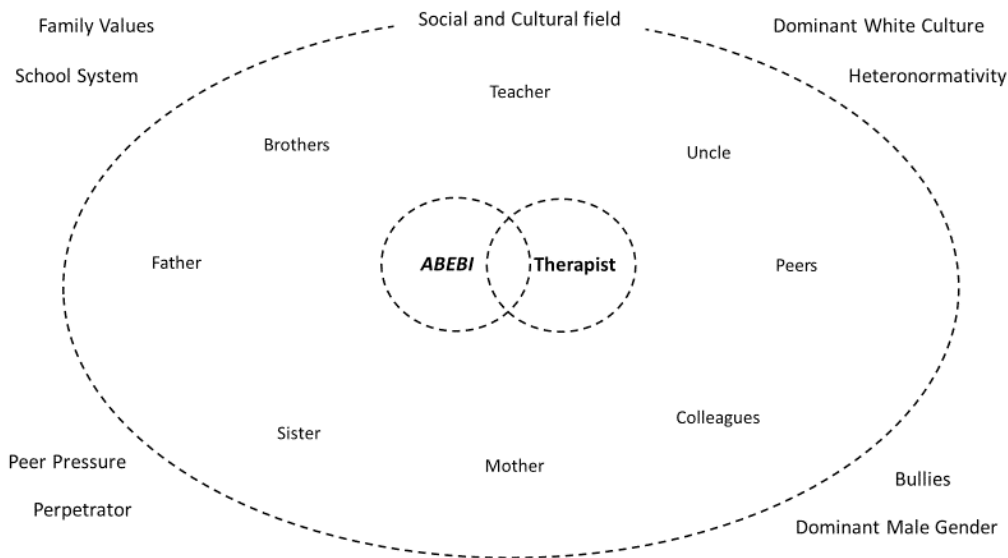 Family Values
Social and Cultural field
Dominant White Culture
School System
Heteronormativity
Teacher
Brothers
Uncle
Father
ABEBI
Therapist
Peers
Sister
Colleagues
Mother
Peer Pressure
Bullies
Perpetrator
Dominant Male Gender